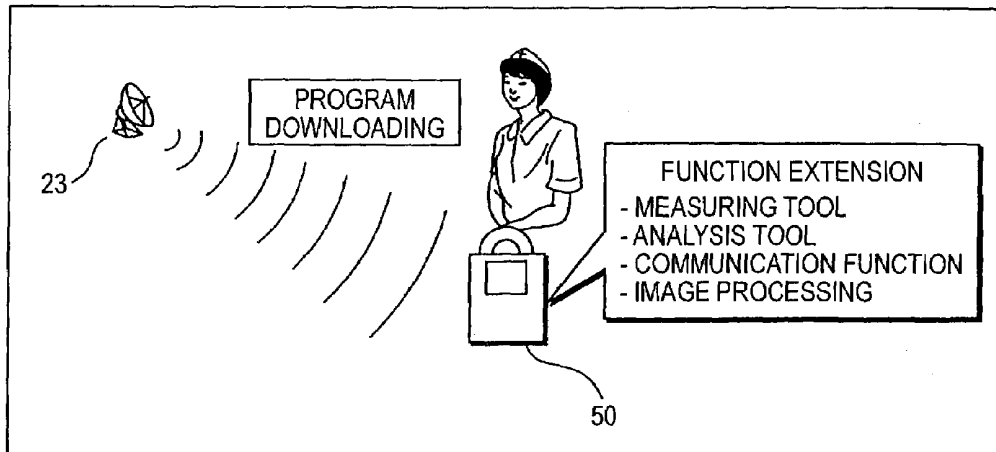 PROGRAM
DOWNLOADING
23
FUNCTION EXTENSION
- MEASURING TOOL
- ANALYSIS TOOL
- COMMUNICATION FUNCTION
- IMAGE PROCESSING
50